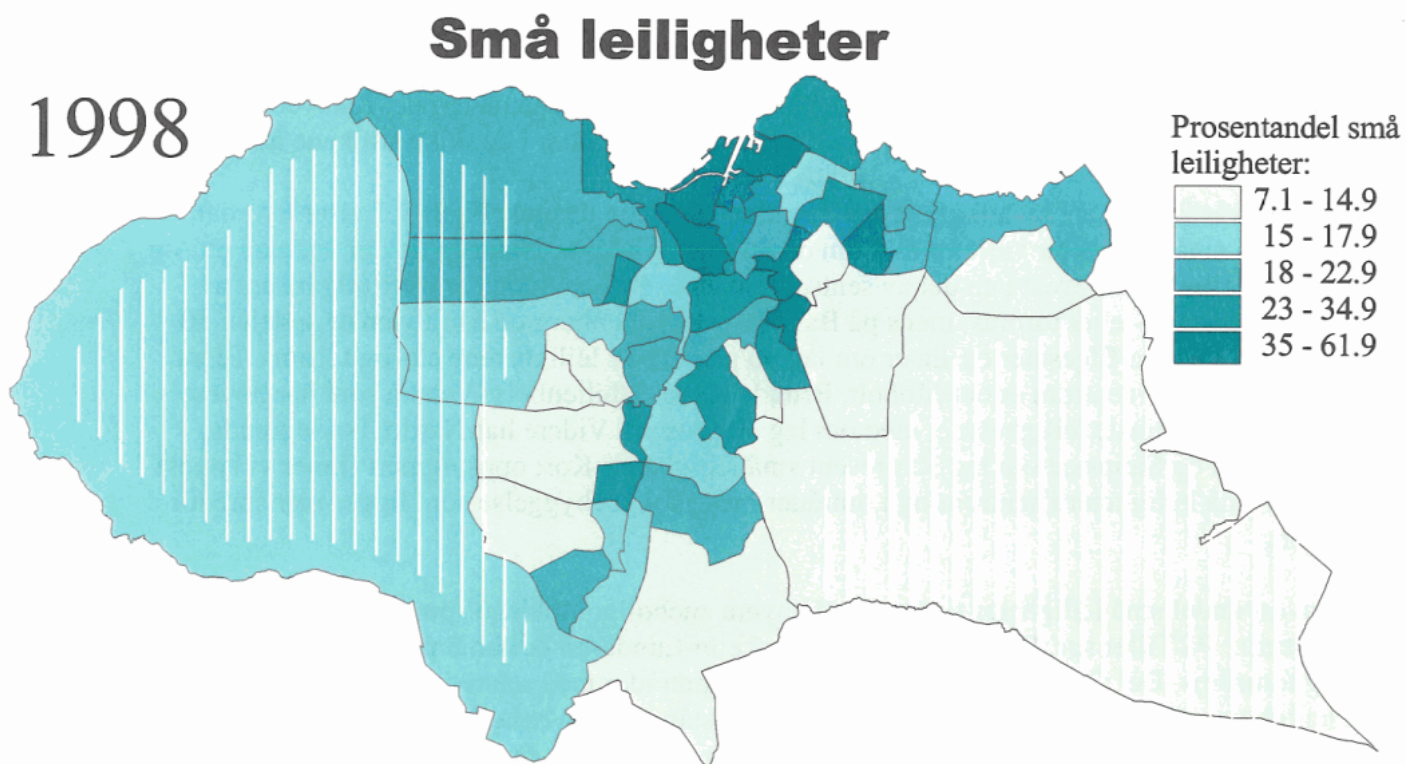 Små leiligheter
1998
Prosentandel små
leiligheter:
7.1 - 14.9
15 - 17.9
18 - 22.9
23 - 34.9
35 - 61.9